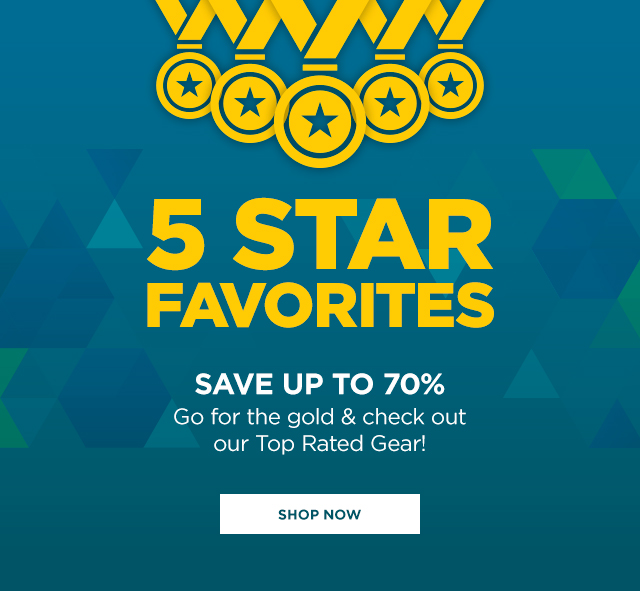 5 STAR
FAVORITES
SAVE UP TO 70%
Go for the gold & check out
our Top Rated Gear!
SHOP NOW